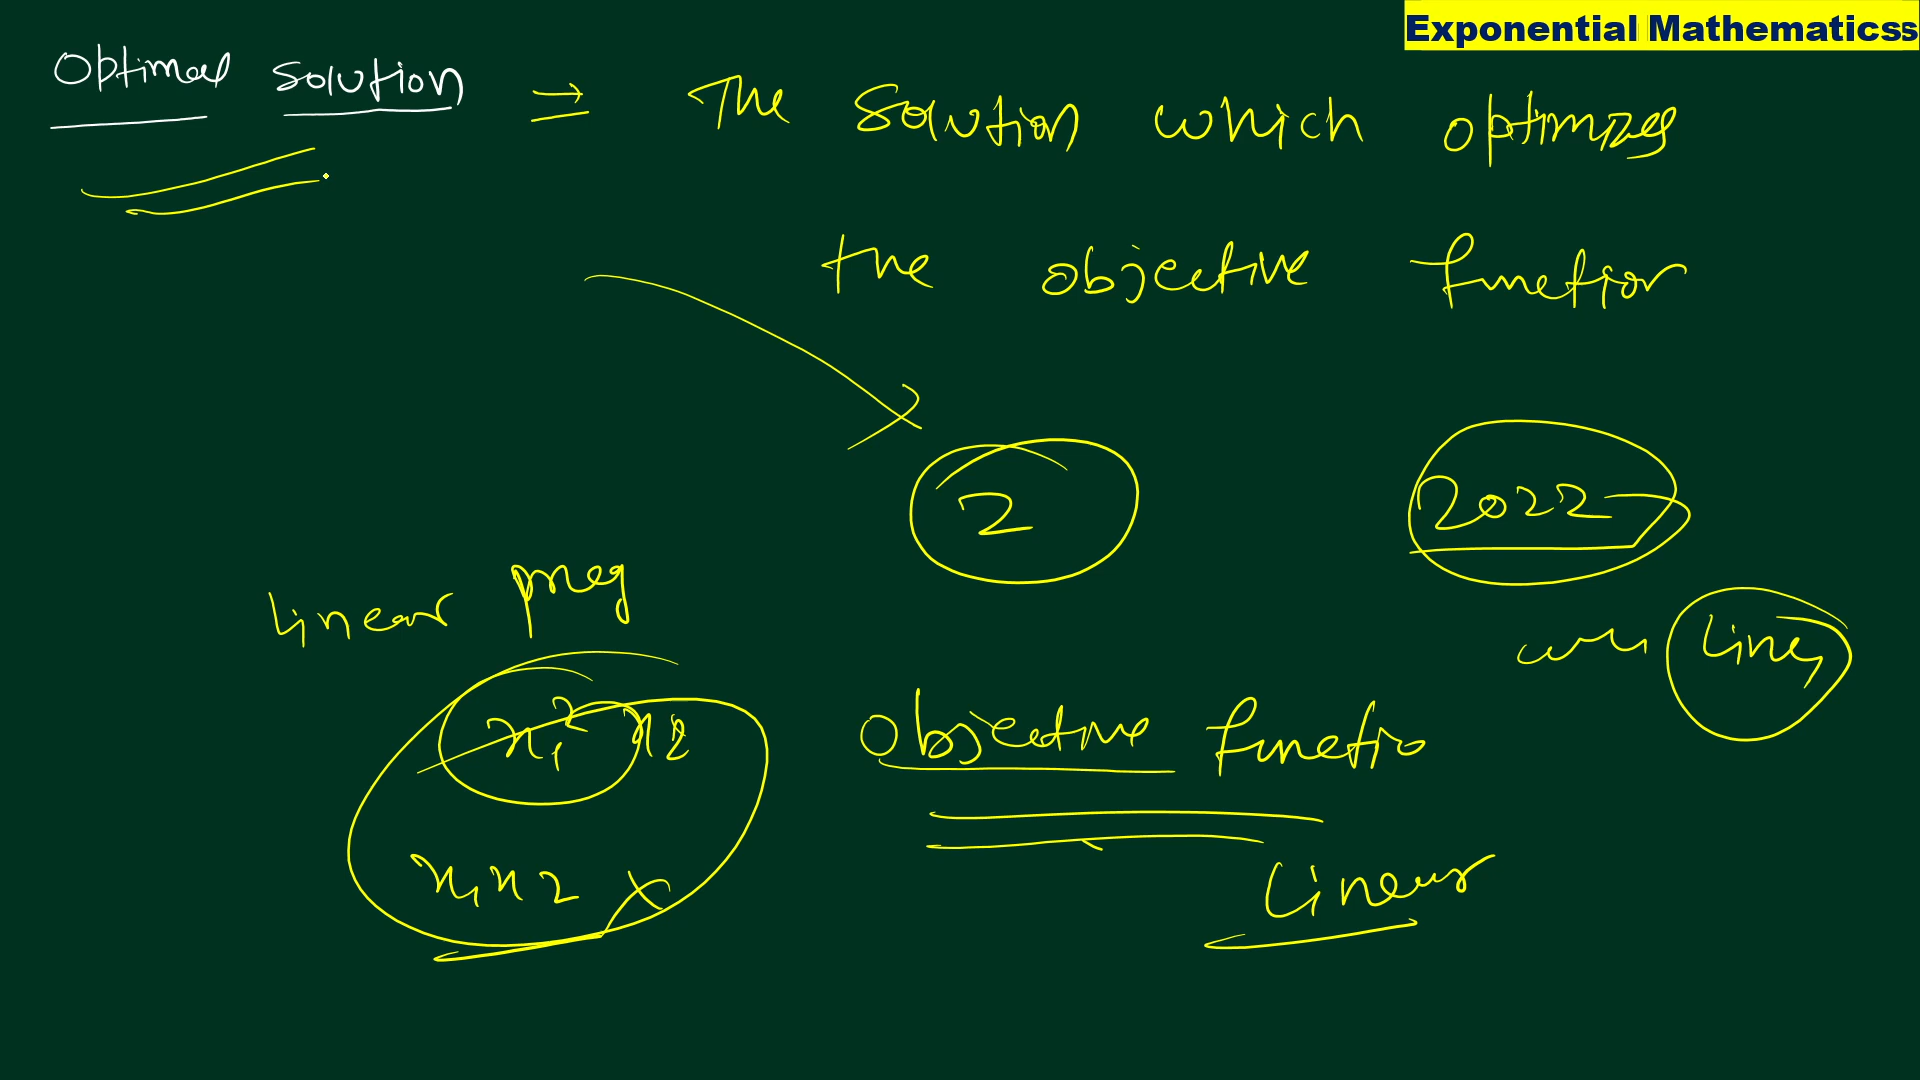 Exponential Mathematicss
Optimal Solution ⇒ The Solution which optimizes
the objective function
2 2022
linear prog
line
x₁² x2
objective functio
x₁x2 ×
Linear